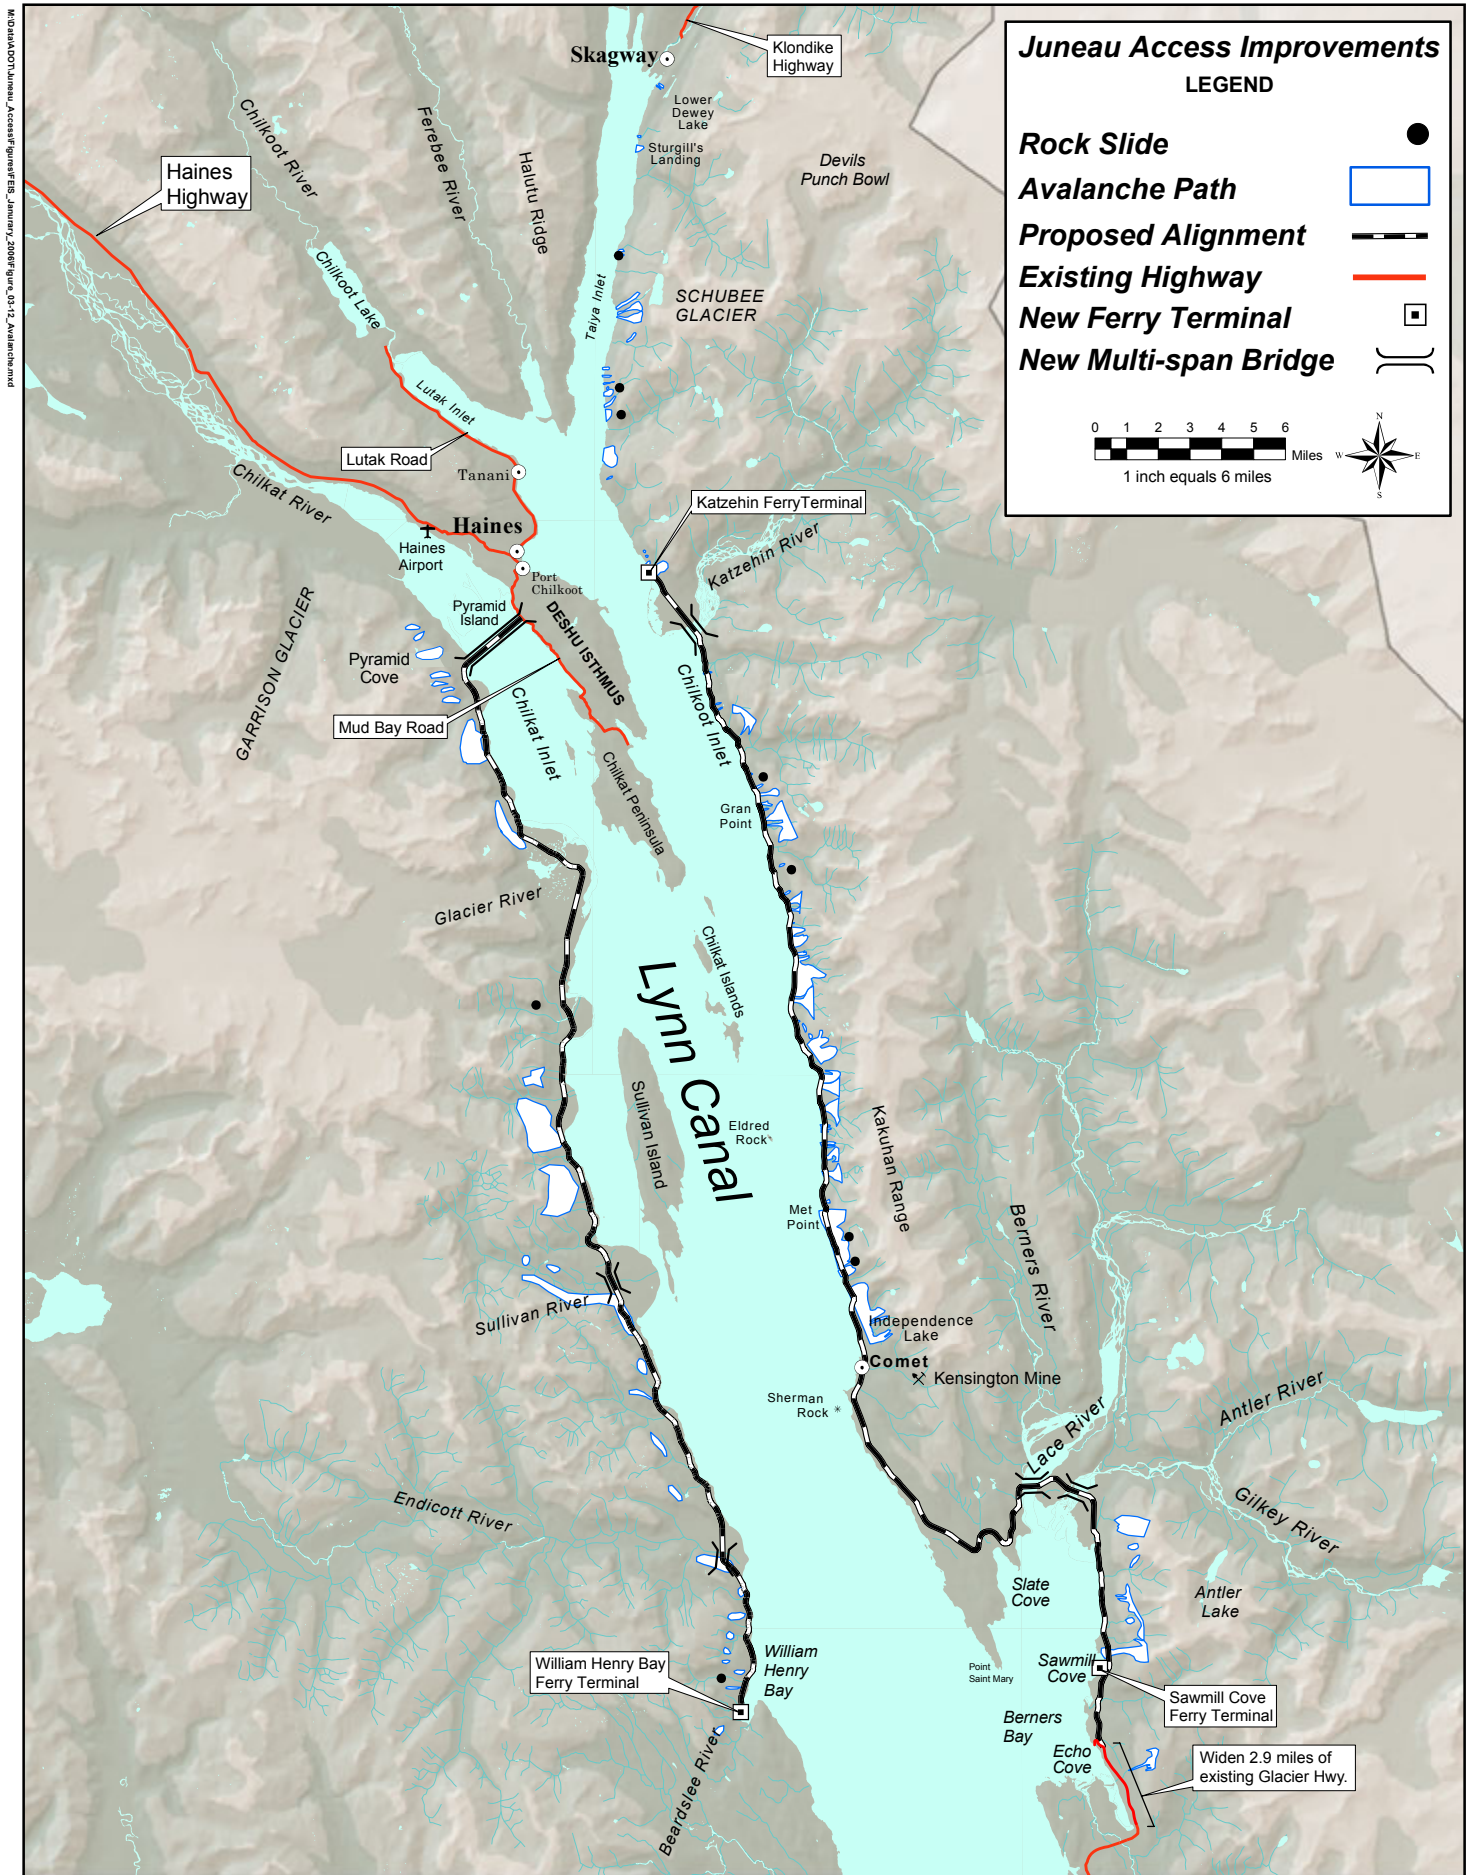 M:\Data\ADOT\Juneau_Access\Figures\FEIS_Janurary_2006\Figure_03-12_Avalanche.mxd
Juneau Access Improvements
LEGEND
Rock Slide
Avalanche Path
Proposed Alignment
Existing Highway
New Ferry Terminal
New Multi-span Bridge
0 1 2 3 4 5 6
Miles
1 inch equals 6 miles
N
W
E
S
Skagway
Klondike
Highway
Lower
Dewey
Lake
Sturgill's
Landing
Devils
Punch Bowl
Haines
Highway
Chilkoot River
Ferebee River
Halutu Ridge
Chilkoot Lake
Taiya Inlet
SCHUBEE
GLACIER
Lutak Inlet
Lutak Road
Tanani
Chilkat River
Haines
Haines
Airport
Port
Chilkoot
Katzehin FerryTerminal
Katzehin River
Pyramid
Island
DESHU ISTHMUS
GARRISON GLACIER
Pyramid
Cove
Mud Bay Road
Chilkat Inlet
Chilkoot Inlet
Chilkat Peninsula
Gran
Point
Glacier River
Chilkat Islands
Lynn Canal
Sullivan Island
Eldred
Rock
Kakuhan Range
Met
Point
Berners River
Sullivan River
Independence
Lake
Comet
Kensington Mine
Sherman
Rock
Lace River
Antler River
Gilkey River
Endicott River
Slate
Cove
Antler
Lake
William
Henry
Bay
William Henry Bay
Ferry Terminal
Point
Saint Mary
Sawmill
Cove
Sawmill Cove
Ferry Terminal
Berners
Bay
Echo
Cove
Widen 2.9 miles of
existing Glacier Hwy.
Beardslee River